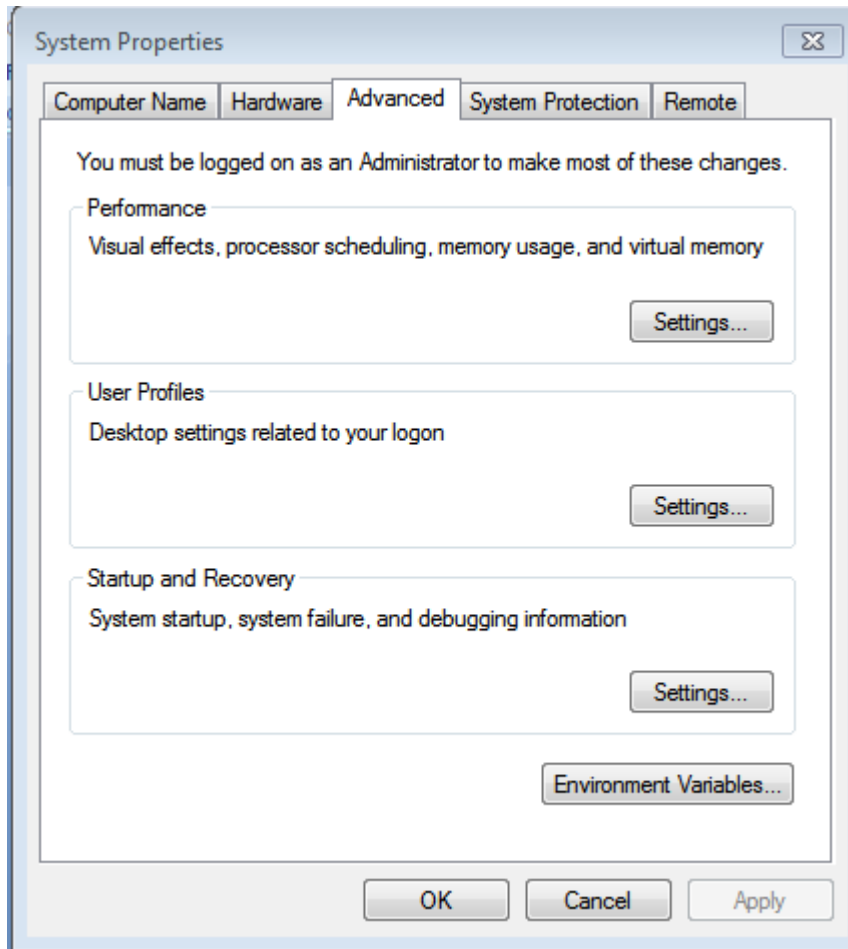 System Properties
Computer Name Hardware Advanced System Protection Remote
You must be logged on as an Administrator to make most of these changes.
Performance
Visual effects, processor scheduling, memory usage, and virtual memory
Settings...
User Profiles
Desktop settings related to your logon
Settings...
Startup and Recovery
System startup, system failure, and debugging information
Settings...
Environment Variables...
OK Cancel Apply